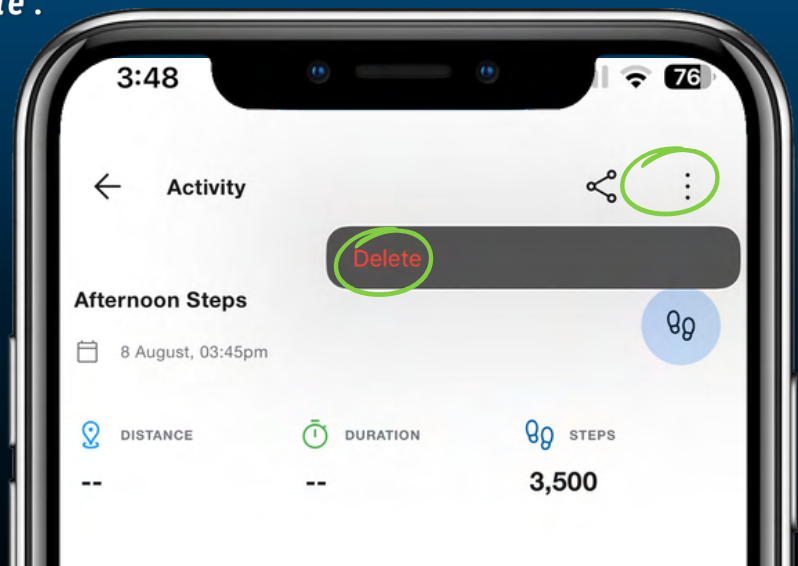 3:48
76
Activity
Delete
Afternoon Steps
8 August, 03:45pm
DISTANCE DURATION STEPS
-- -- 3,500